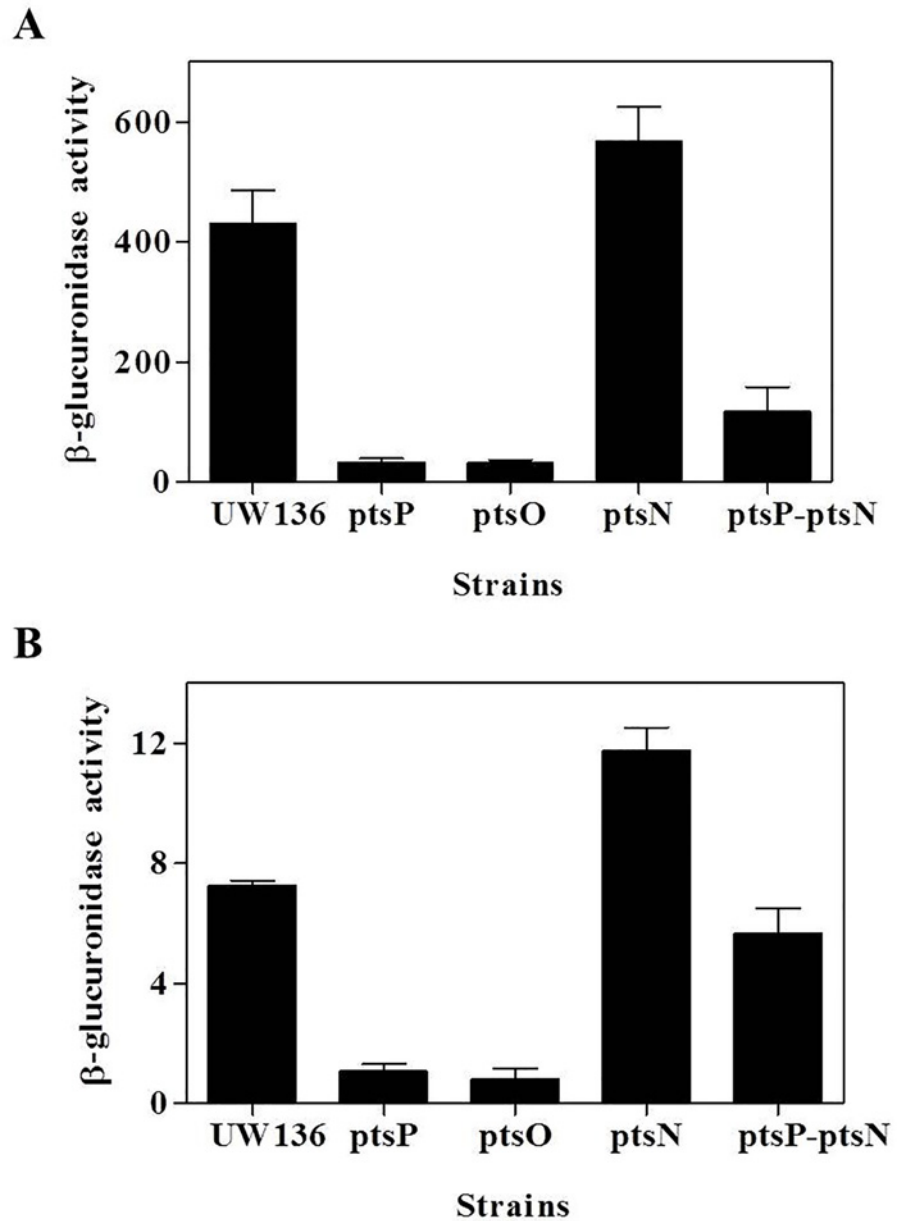 A
β-glucuronidase activity
600
400
200
0
UW136 ptsP ptsO ptsN ptsP-ptsN
Strains
B
β-glucuronidase activity
12
8
4
0
UW136 ptsP ptsO ptsN ptsP-ptsN
Strains